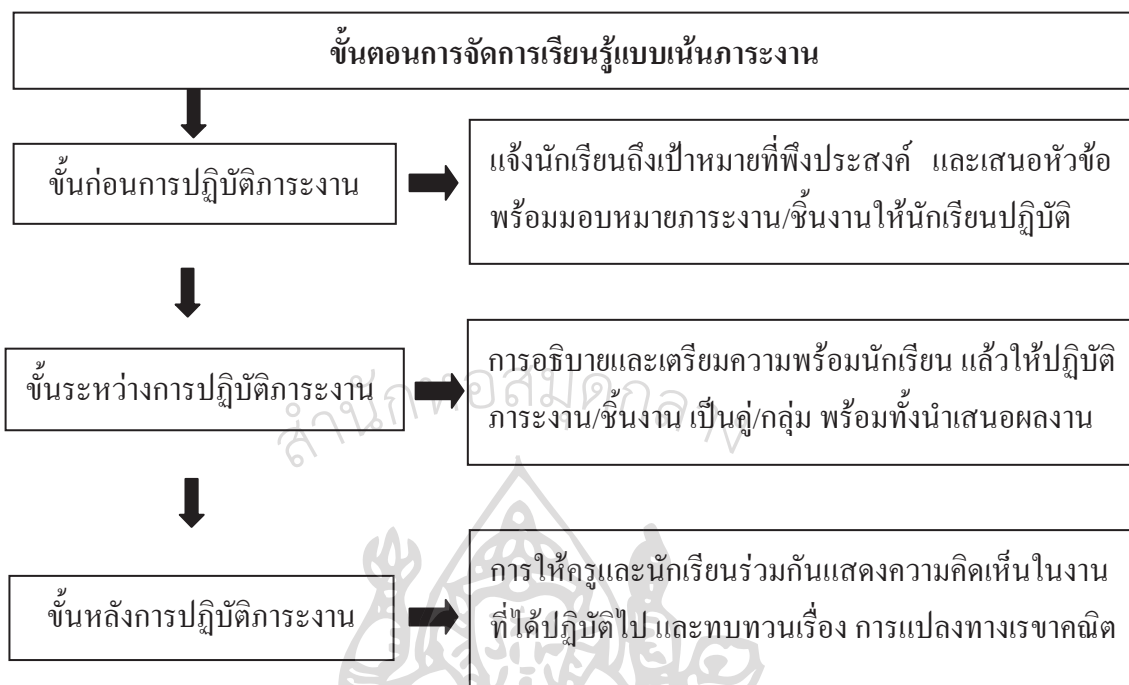 ขั้นตอนการจัดการเรียนรู้แบบเน้นภาระงาน
ขั้นก่อนการปฏิบัติภาระงาน
แจ้งนักเรียนถึงเป้าหมายที่พึงประสงค์ และเสนอหัวข้อ
พร้อมมอบหมายภาระงาน/ชิ้นงานให้นักเรียนปฏิบัติ
ขั้นระหว่างการปฏิบัติภาระงาน
การอธิบายและเตรียมความพร้อมนักเรียน แล้วให้ปฏิบัติ
ภาระงาน/ชิ้นงาน เป็นคู่/กลุ่ม พร้อมทั้งนำเสนอผลงาน
สำนักหอสมุดกลาง
ขั้นหลังการปฏิบัติภาระงาน
การให้ครูและนักเรียนร่วมกันแสดงความคิดเห็นในงาน
ที่ได้ปฏิบัติไป และทบทวนเรื่อง การแปลงทางเรขาคณิต